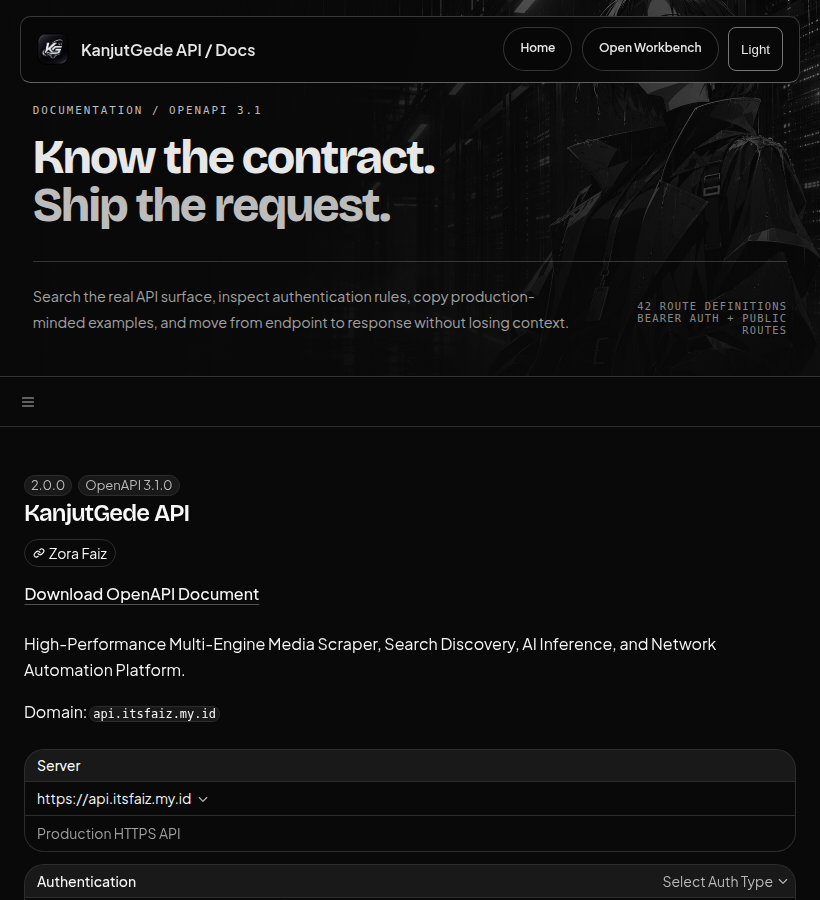 KG
KanjutGede API / Docs
Home
Open Workbench
Light
DOCUMENTATION / OPENAPI 3.1
Know the contract.
Ship the request.
Search the real API surface, inspect authentication rules, copy production-
minded examples, and move from endpoint to response without losing context.
42 ROUTE DEFINITIONS
BEARER AUTH + PUBLIC
ROUTES
2.0.0
OpenAPI 3.1.0
KanjutGede API
Zora Faiz
Download OpenAPI Document
High-Performance Multi-Engine Media Scraper, Search Discovery, AI Inference, and Network
Automation Platform.
Domain: api.itsfaiz.my.id
Server
https://api.itsfaiz.my.id
Production HTTPS API
Authentication
Select Auth Type